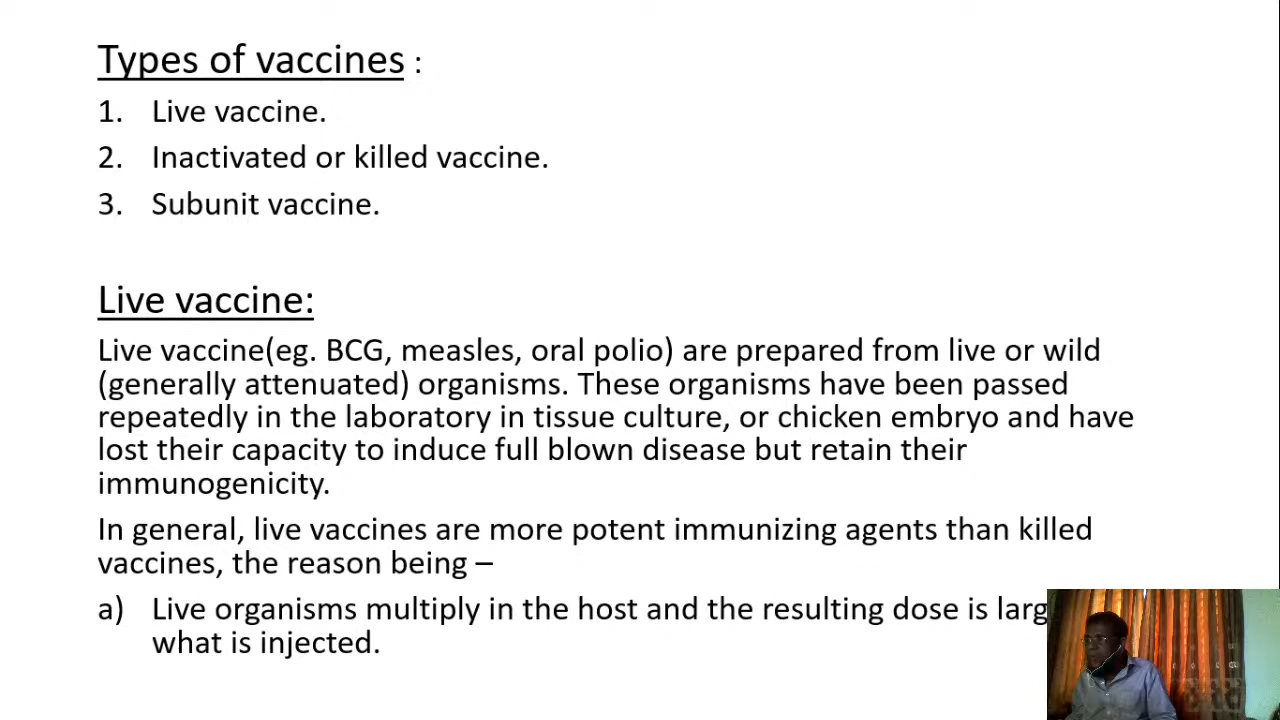 Types of vaccines :
1. Live vaccine.
2. Inactivated or killed vaccine.
3. Subunit vaccine.
Live vaccine:
Live vaccine(eg. BCG, measles, oral polio) are prepared from live or wild
(generally attenuated) organisms. These organisms have been passed
repeatedly in the laboratory in tissue culture, or chicken embryo and have
lost their capacity to induce full blown disease but retain their
immunogenicity.
In general, live vaccines are more potent immunizing agents than killed
vaccines, the reason being –
a) Live organisms multiply in the host and the resulting dose is
what is injected.